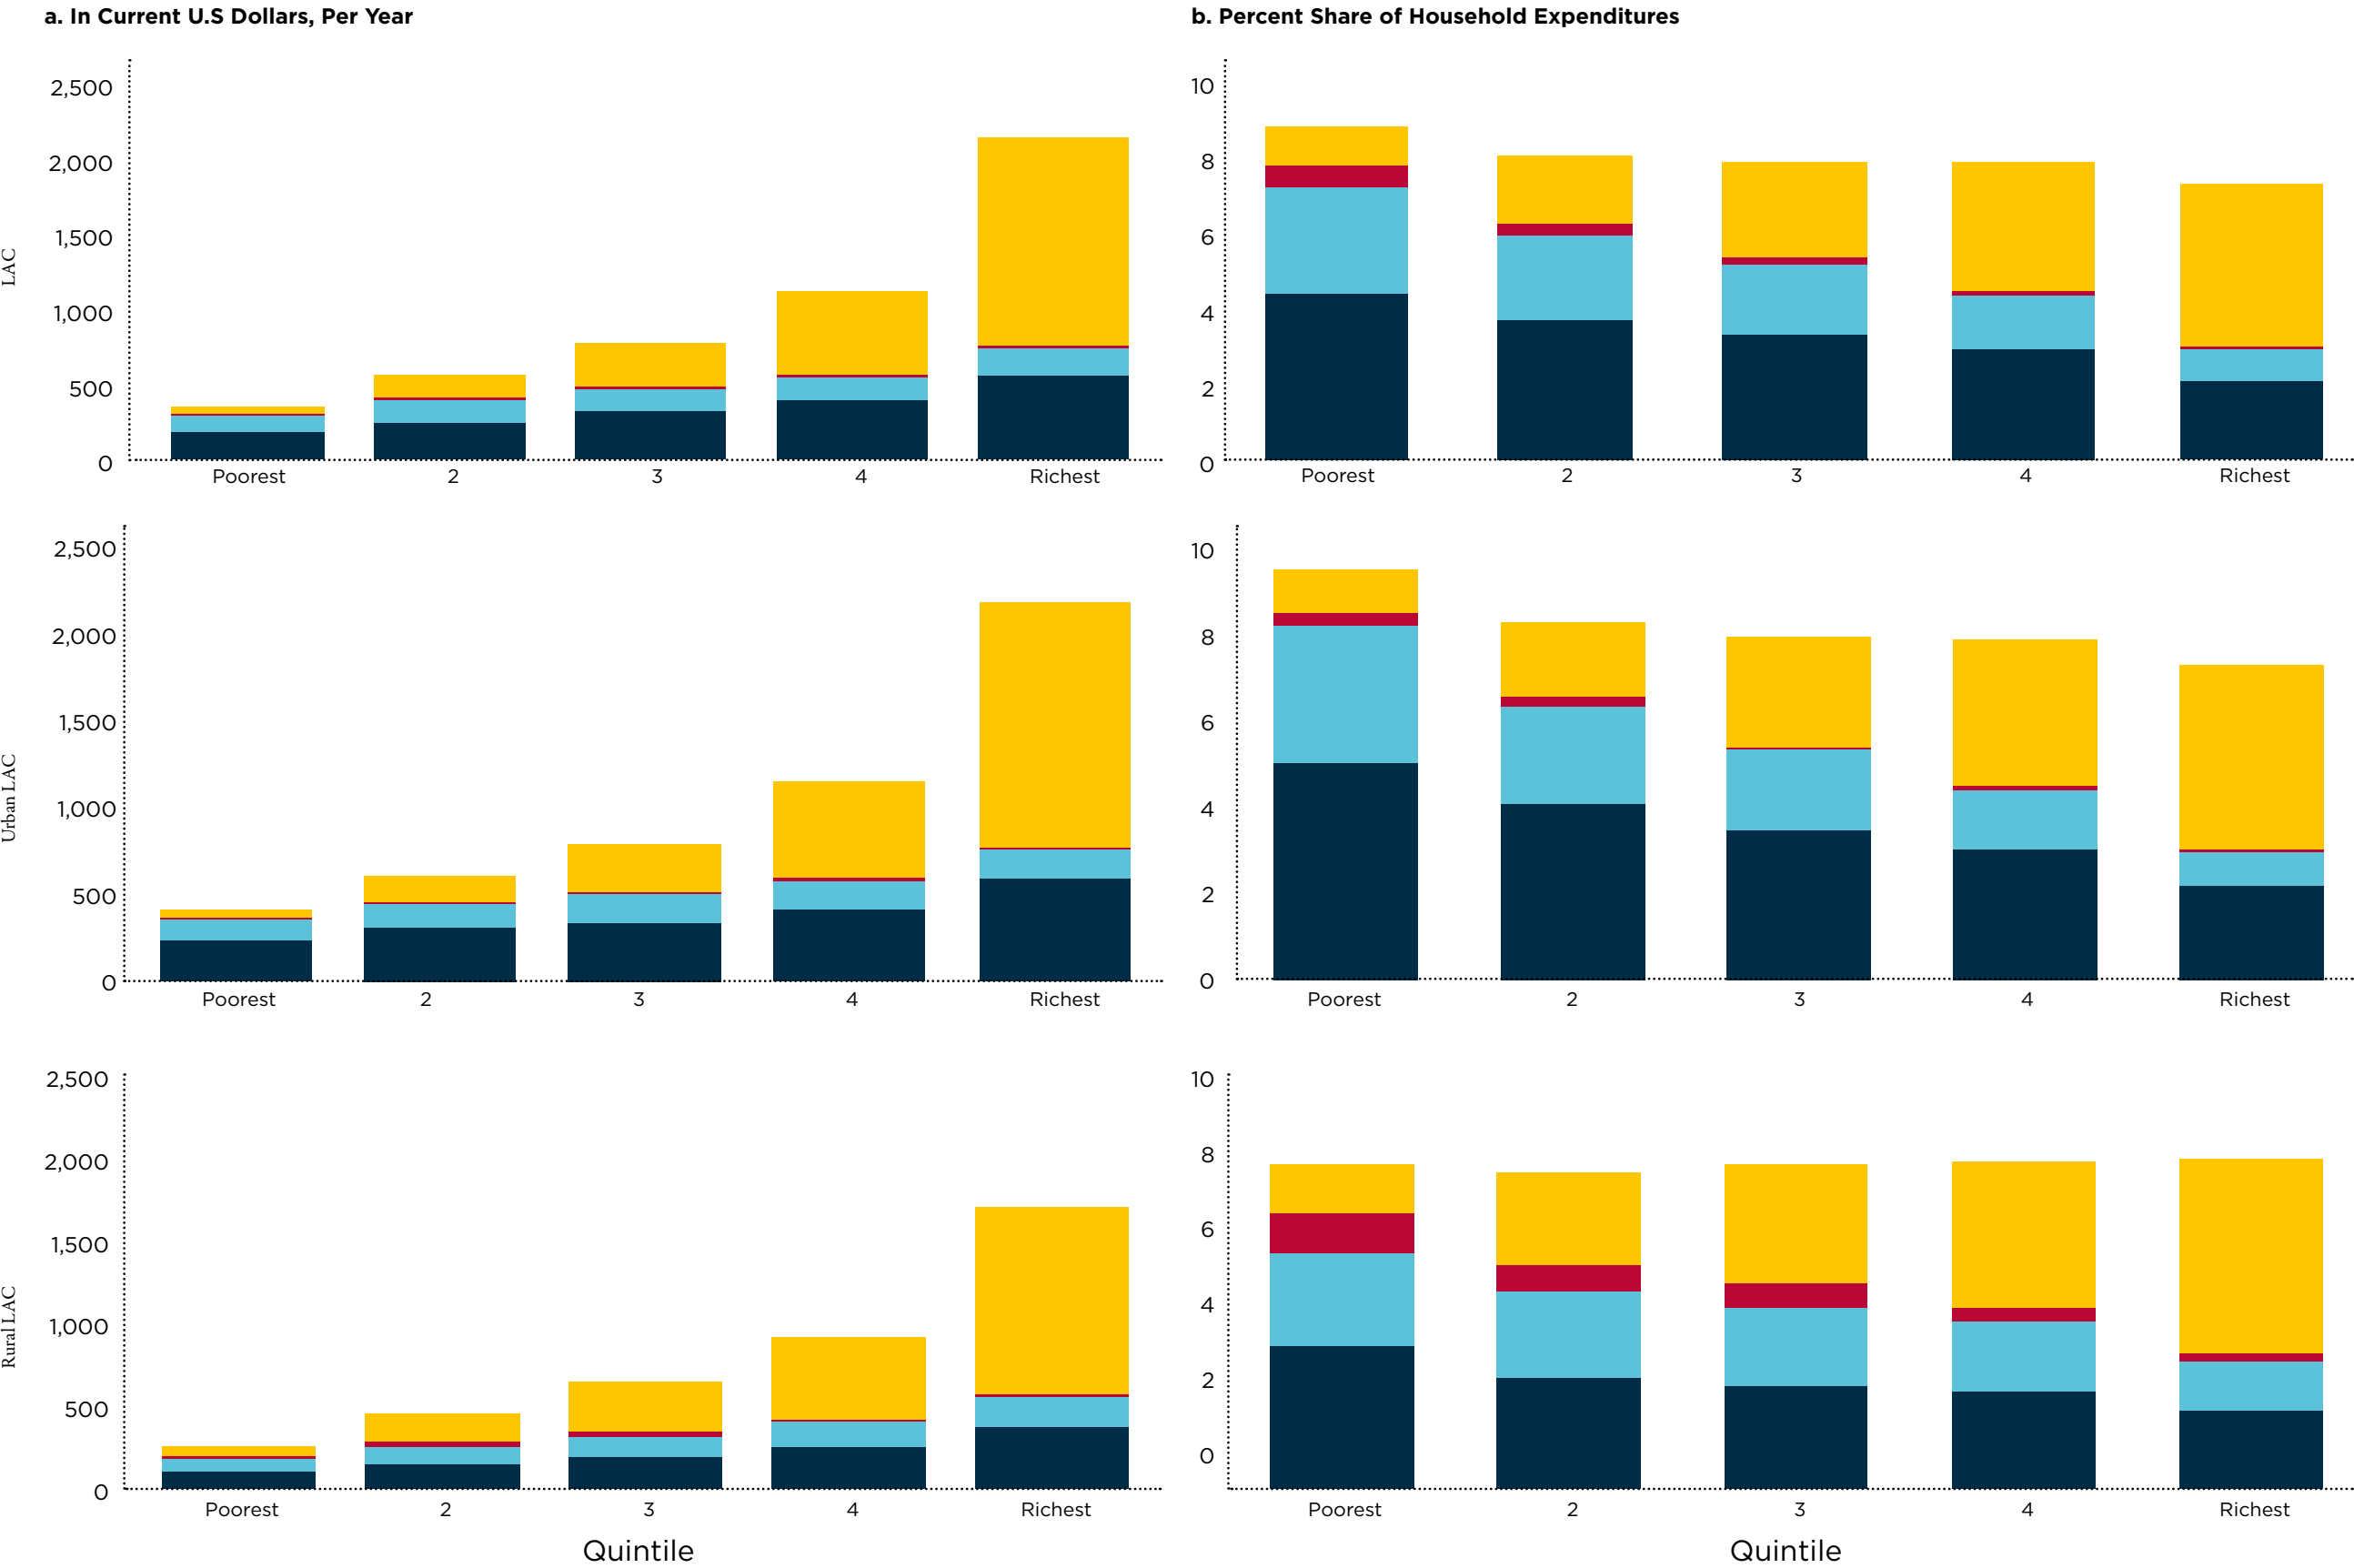 a. In Current U.S Dollars, Per Year
b. Percent Share of Household Expenditures
LAC
2,500
2,000
1,500
1,000
500
0
Poorest 2 3 4 Richest
10
8
6
4
2
0
Poorest 2 3 4 Richest
Urban LAC
2,500
2,000
1,500
1,000
500
0
Poorest 2 3 4 Richest
10
8
6
4
2
0
Poorest 2 3 4 Richest
Rural LAC
2,500
2,000
1,500
1,000
500
0
Poorest 2 3 4 Richest
Quintile
10
8
6
4
2
0
Poorest 2 3 4 Richest
Quintile